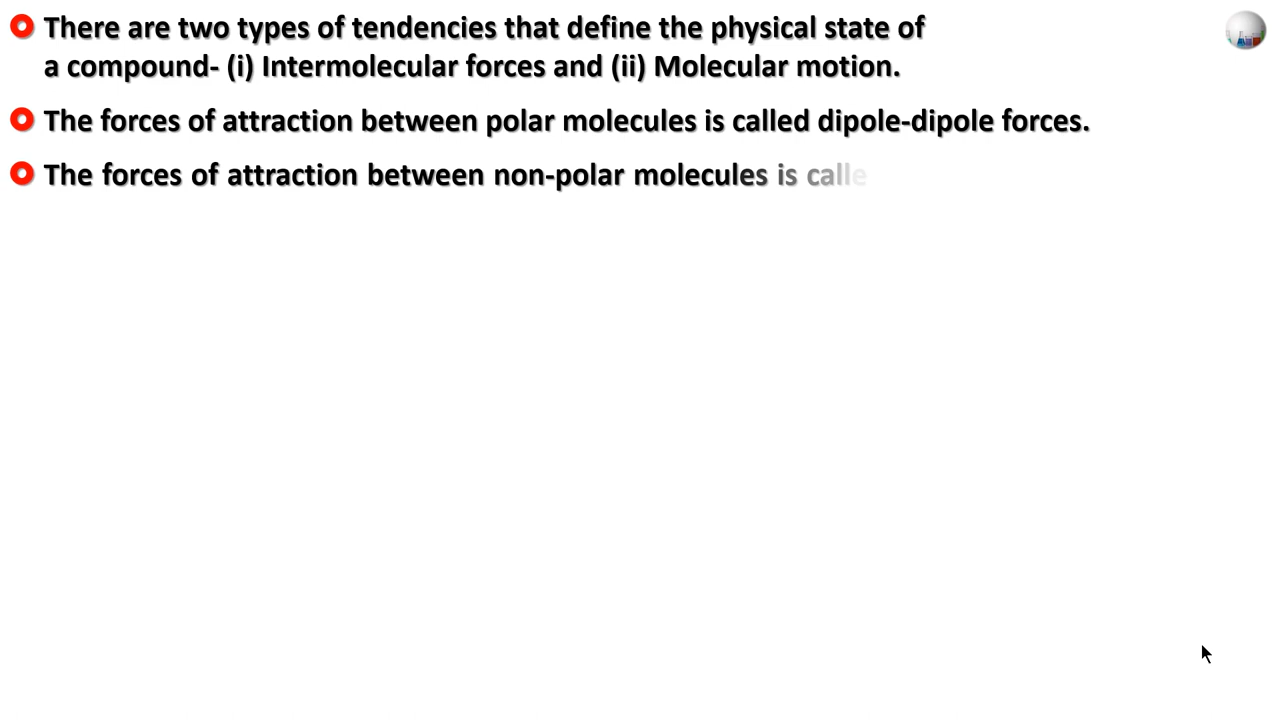 There are two types of tendencies that define the physical state of
a compound- (i) Intermolecular forces and (ii) Molecular motion.
The forces of attraction between polar molecules is called dipole-dipole forces.
The forces of attraction between non-polar molecules is calle